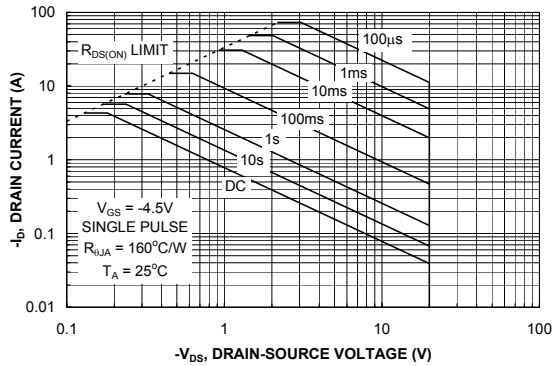 100
10
1
0.1
0.01
-I_D, DRAIN CURRENT (A)
R_DS(ON) LIMIT
100μs
1ms
10ms
100ms
1s
10s
DC
V_GS = -4.5V
SINGLE PULSE
R_θJA = 160°C/W
T_A = 25°C
0.1 1 10 100
-V_DS, DRAIN-SOURCE VOLTAGE (V)